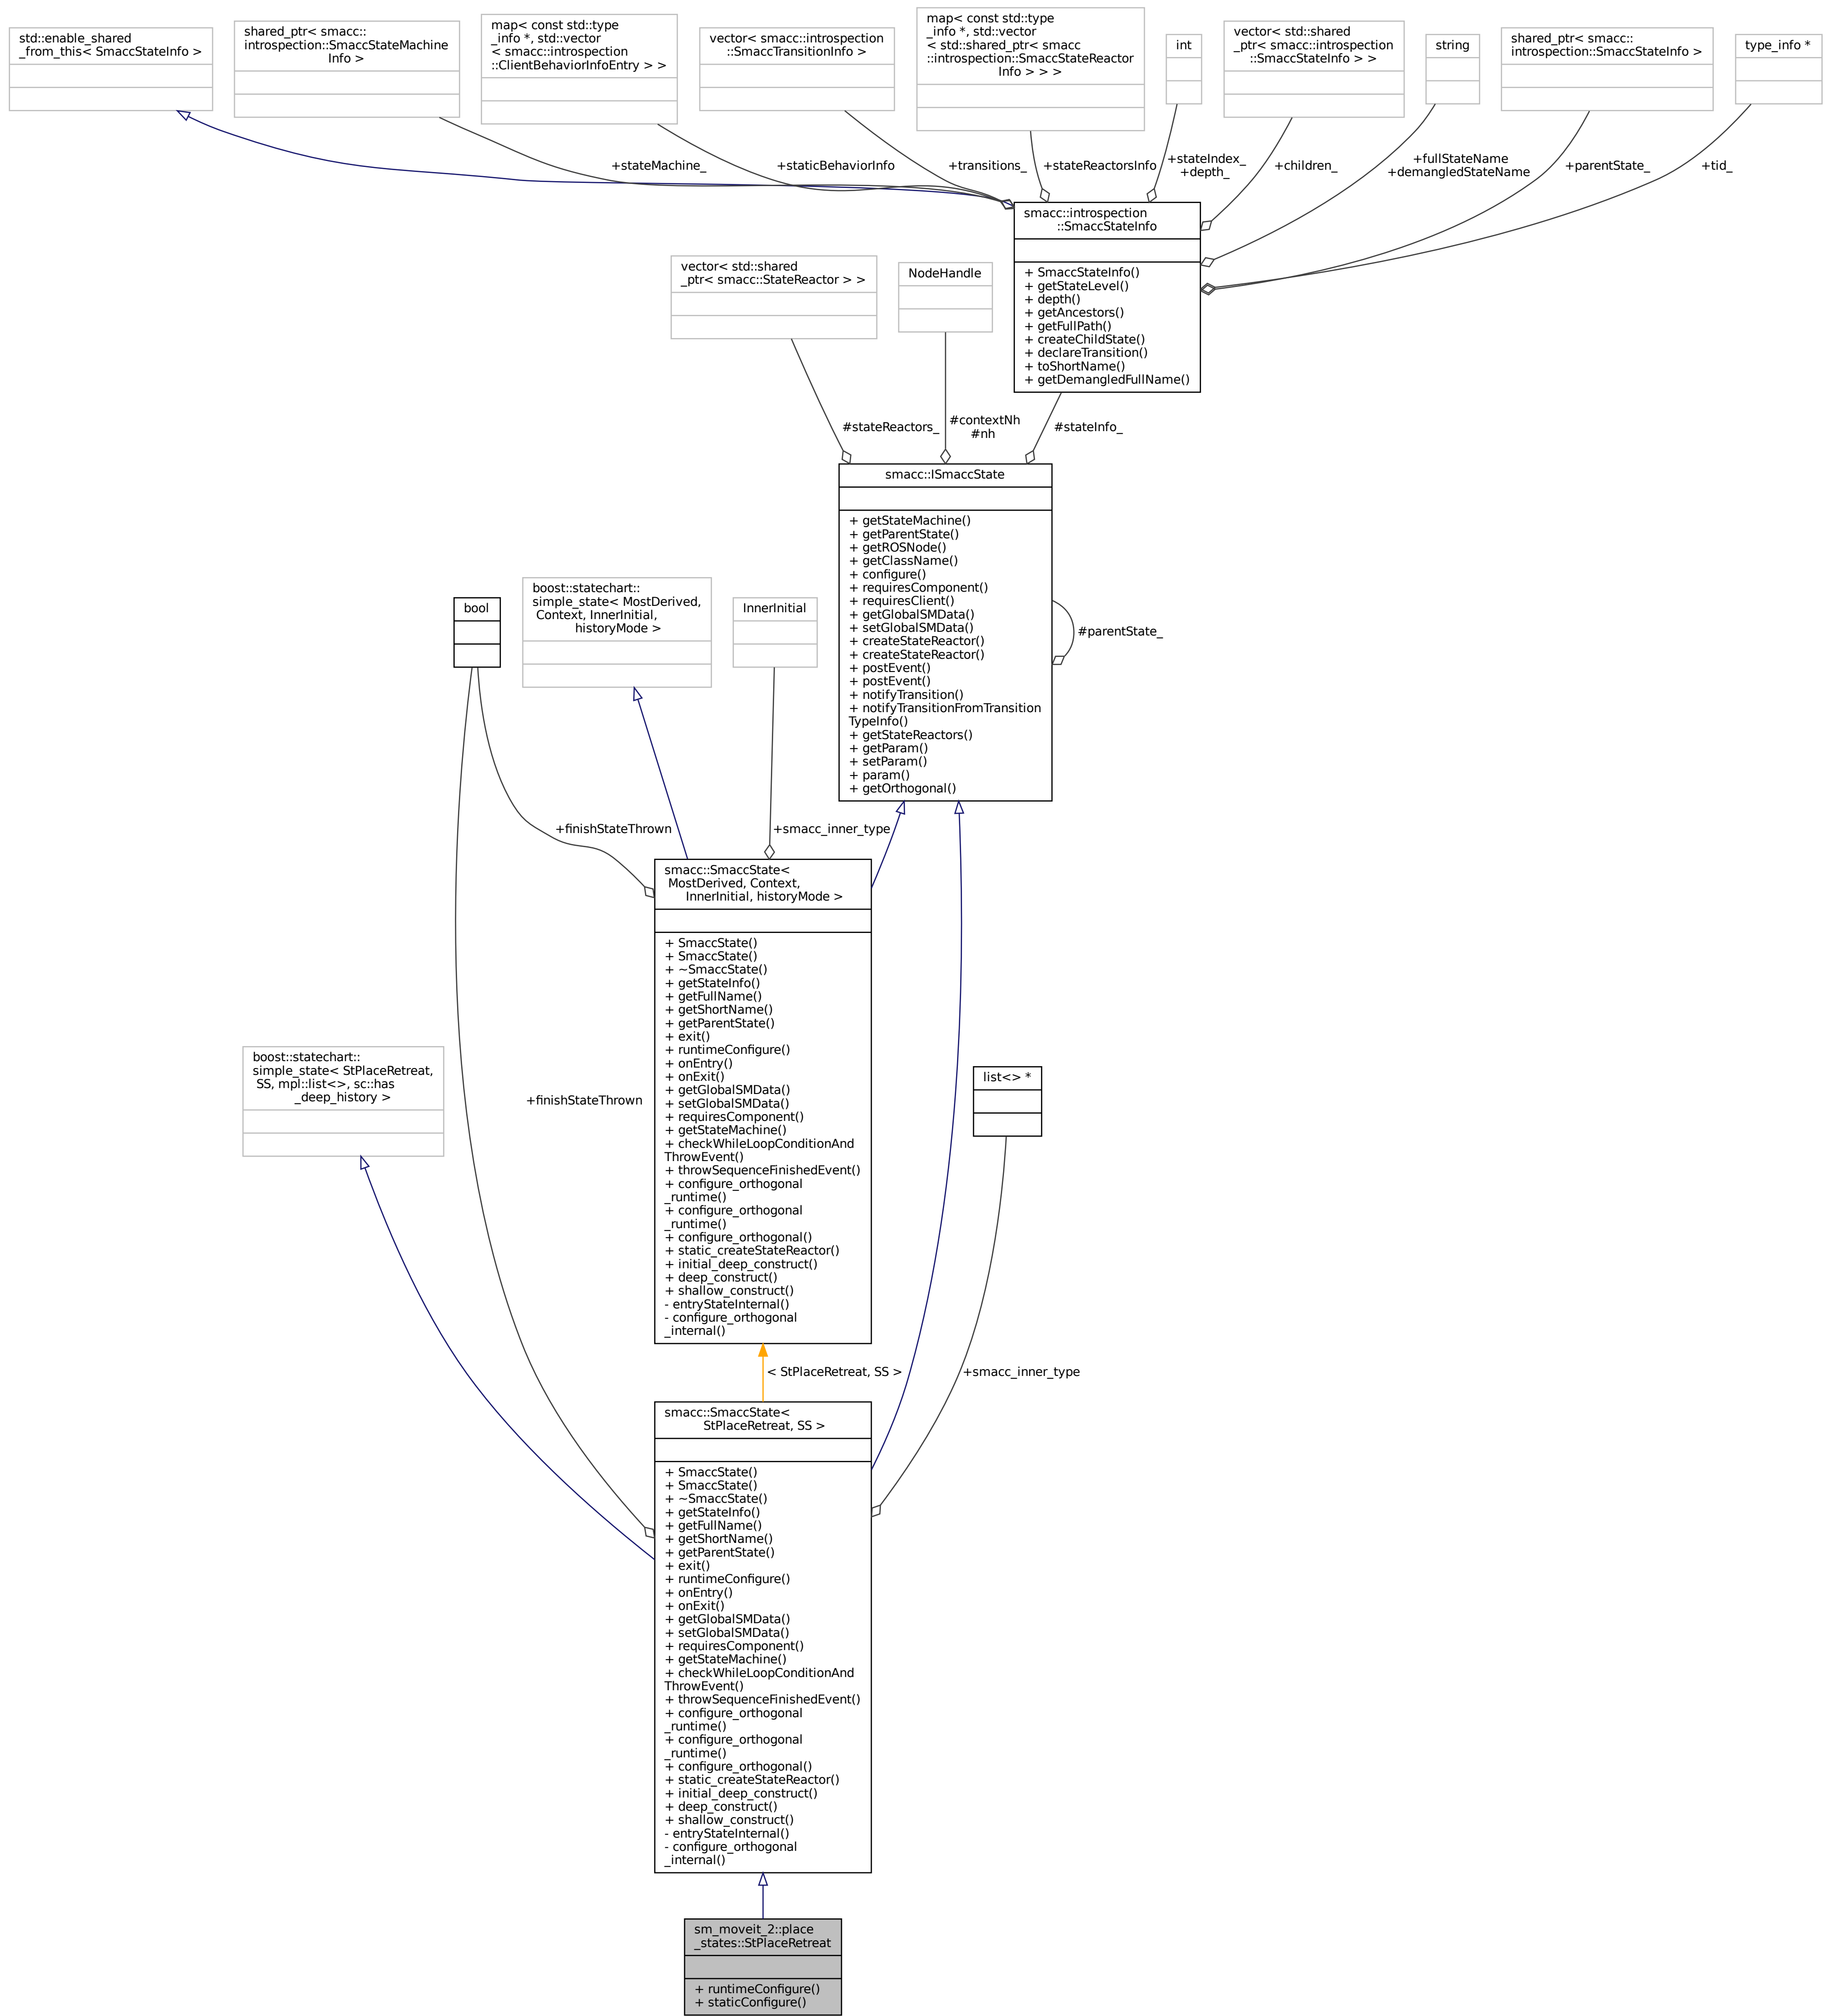 std::enable_shared
_from_this< SmaccStateInfo >
shared_ptr< smacc::
introspection::SmaccStateMachine
Info >
map< const std::type
_info *, std::vector
< smacc::introspection
::ClientBehaviorInfoEntry > >
vector< smacc::introspection
::SmaccTransitionInfo >
map< const std::type
_info *, std::vector
< std::shared_ptr< smacc
::introspection::SmaccStateReactor
Info > > >
int
vector< std::shared
_ptr< smacc::introspection
::SmaccStateInfo > >
string
shared_ptr< smacc::
introspection::SmaccStateInfo >
type_info *
+stateMachine_
+staticBehaviorInfo
+transitions_
+stateReactorsInfo
+stateIndex_
+depth_
+children_
+fullStateName
+demangledStateName
+parentState_
+tid_
smacc::introspection
::SmaccStateInfo
+ SmaccStateInfo()
+ getStateLevel()
+ depth()
+ getAncestors()
+ getFullPath()
+ createChildState()
+ declareTransition()
+ toShortName()
+ getDemangledFullName()
vector< std::shared
_ptr< smacc::StateReactor > >
NodeHandle
#stateReactors_
#contextNh
#nh
#stateInfo_
smacc::ISmaccState
+ getStateMachine()
+ getParentState()
+ getROSNode()
+ getClassName()
+ configure()
+ requiresComponent()
+ requiresClient()
+ getGlobalSMData()
+ setGlobalSMData()
+ createStateReactor()
+ createStateReactor()
+ postEvent()
+ postEvent()
+ notifyTransition()
+ notifyTransitionFromTransition
TypeInfo()
+ getStateReactors()
+ getParam()
+ setParam()
+ param()
+ getOrthogonal()
#parentState_
bool
boost::statechart::
simple_state< MostDerived,
Context, InnerInitial,
historyMode >
InnerInitial
+finishStateThrown
+smacc_inner_type
smacc::SmaccState<
MostDerived, Context,
InnerInitial, historyMode >
+ SmaccState()
+ SmaccState()
+ ~SmaccState()
+ getStateInfo()
+ getFullName()
+ getShortName()
+ getParentState()
+ exit()
+ runtimeConfigure()
+ onEntry()
+ onExit()
+ getGlobalSMData()
+ setGlobalSMData()
+ requiresComponent()
+ getStateMachine()
+ checkWhileLoopConditionAnd
ThrowEvent()
+ throwSequenceFinishedEvent()
+ configure_orthogonal
_runtime()
+ configure_orthogonal
_runtime()
+ configure_orthogonal()
+ static_createStateReactor()
+ initial_deep_construct()
+ deep_construct()
+ shallow_construct()
- entryStateInternal()
- configure_orthogonal
_internal()
boost::statechart::
simple_state< StPlaceRetreat,
SS, mpl::list<>, sc::has
_deep_history >
+finishStateThrown
list<> *
< StPlaceRetreat, SS >
+smacc_inner_type
smacc::SmaccState<
StPlaceRetreat, SS >
+ SmaccState()
+ SmaccState()
+ ~SmaccState()
+ getStateInfo()
+ getFullName()
+ getShortName()
+ getParentState()
+ exit()
+ runtimeConfigure()
+ onEntry()
+ onExit()
+ getGlobalSMData()
+ setGlobalSMData()
+ requiresComponent()
+ getStateMachine()
+ checkWhileLoopConditionAnd
ThrowEvent()
+ throwSequenceFinishedEvent()
+ configure_orthogonal
_runtime()
+ configure_orthogonal
_runtime()
+ configure_orthogonal()
+ static_createStateReactor()
+ initial_deep_construct()
+ deep_construct()
+ shallow_construct()
- entryStateInternal()
- configure_orthogonal
_internal()
sm_moveit_2::place
_states::StPlaceRetreat
+ runtimeConfigure()
+ staticConfigure()